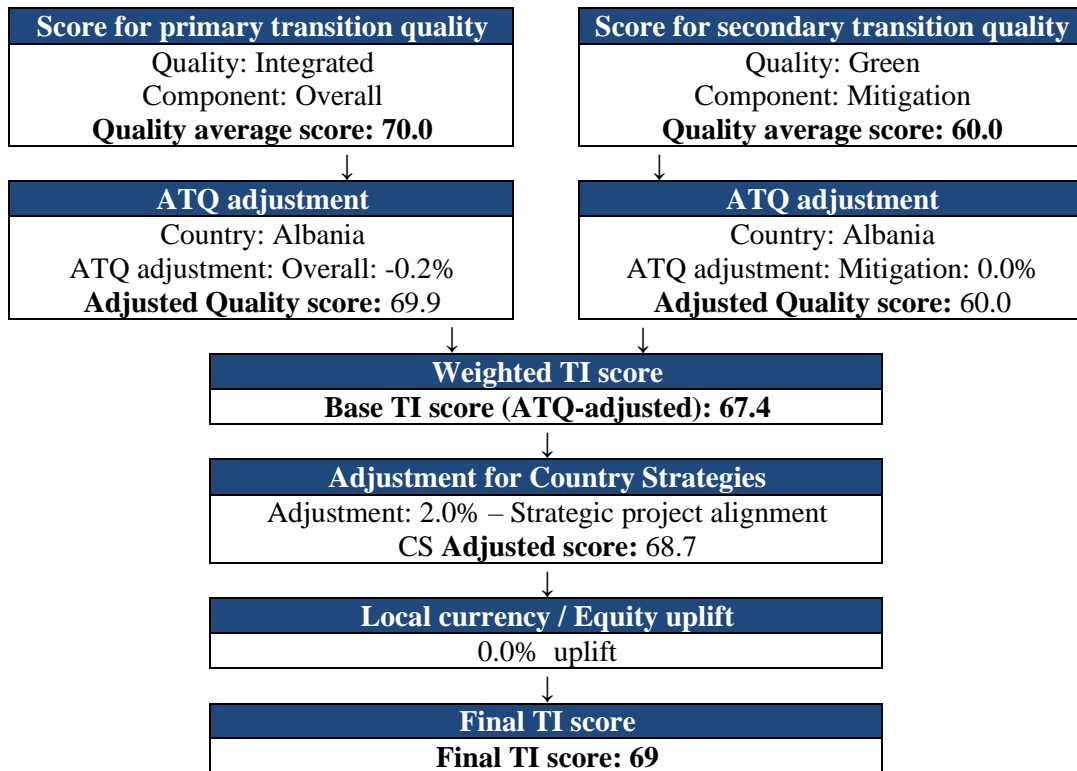 Score for primary transition quality
Quality: Integrated
Component: Overall
Quality average score: 70.0
Score for secondary transition quality
Quality: Green
Component: Mitigation
Quality average score: 60.0
↓
↓
ATQ adjustment
Country: Albania
ATQ adjustment: Overall: -0.2%
Adjusted Quality score: 69.9
ATQ adjustment
Country: Albania
ATQ adjustment: Mitigation: 0.0%
Adjusted Quality score: 60.0
↓
↓
Weighted TI score
Base TI score (ATQ-adjusted): 67.4
↓
Adjustment for Country Strategies
Adjustment: 2.0% – Strategic project alignment
CS Adjusted score: 68.7
↓
Local currency / Equity uplift
0.0% uplift
↓
Final TI score
Final TI score: 69